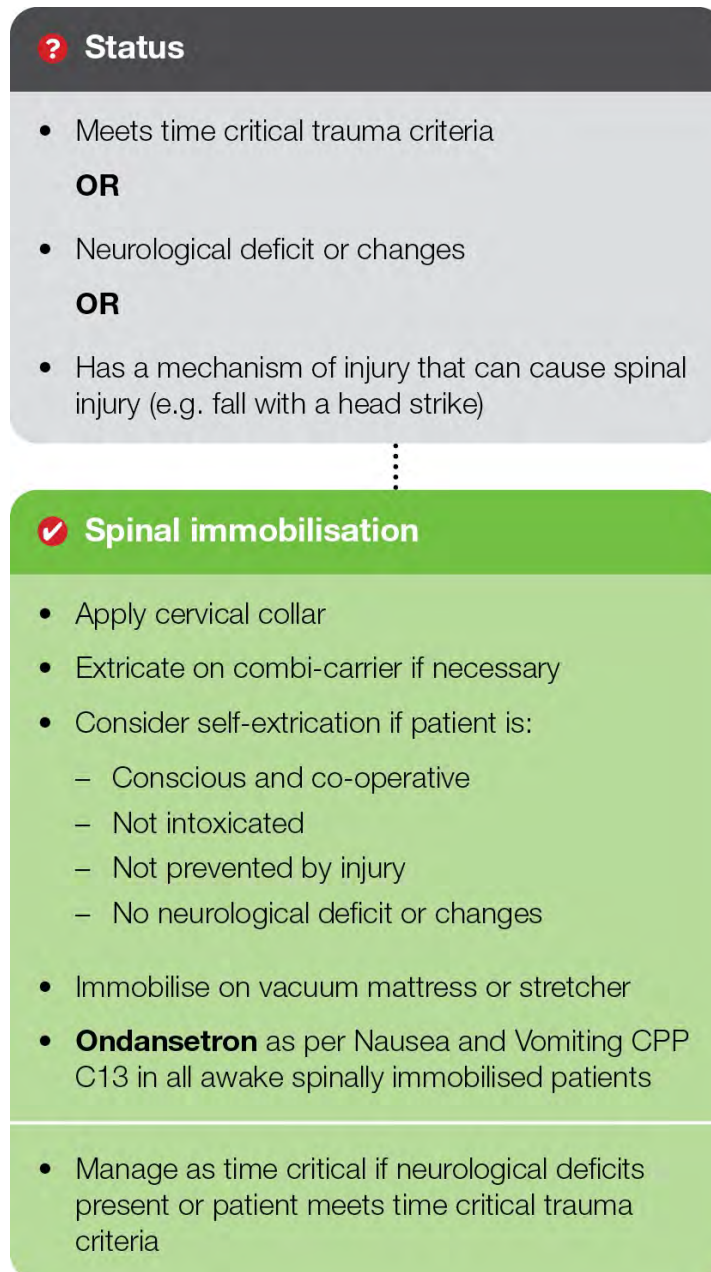 Status
• Meets time critical trauma criteria
OR
• Neurological deficit or changes
OR
• Has a mechanism of injury that can cause spinal
injury (e.g. fall with a head strike)
Spinal immobilisation
• Apply cervical collar
• Extricate on combi-carrier if necessary
• Consider self-extrication if patient is:
– Conscious and co-operative
– Not intoxicated
– Not prevented by injury
– No neurological deficit or changes
• Immobilise on vacuum mattress or stretcher
• Ondansetron as per Nausea and Vomiting CPP
C13 in all awake spinally immobilised patients
• Manage as time critical if neurological deficits
present or patient meets time critical trauma
criteria